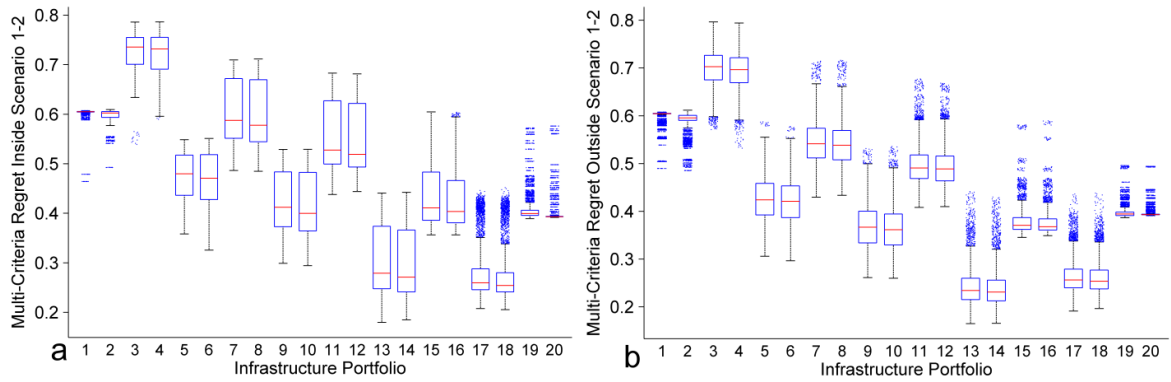 Multi-Criteria Regret Inside Scenario 1-2
0.8
0.7
0.6
0.5
0.4
0.3
0.2
1 2 3 4 5 6 7 8 9 10 11 12 13 14 15 16 17 18 19 20
a
Infrastructure Portfolio
Multi-Criteria Regret Outside Scenario 1-2
0.8
0.7
0.6
0.5
0.4
0.3
0.2
1 2 3 4 5 6 7 8 9 10 11 12 13 14 15 16 17 18 19 20
b
Infrastructure Portfolio